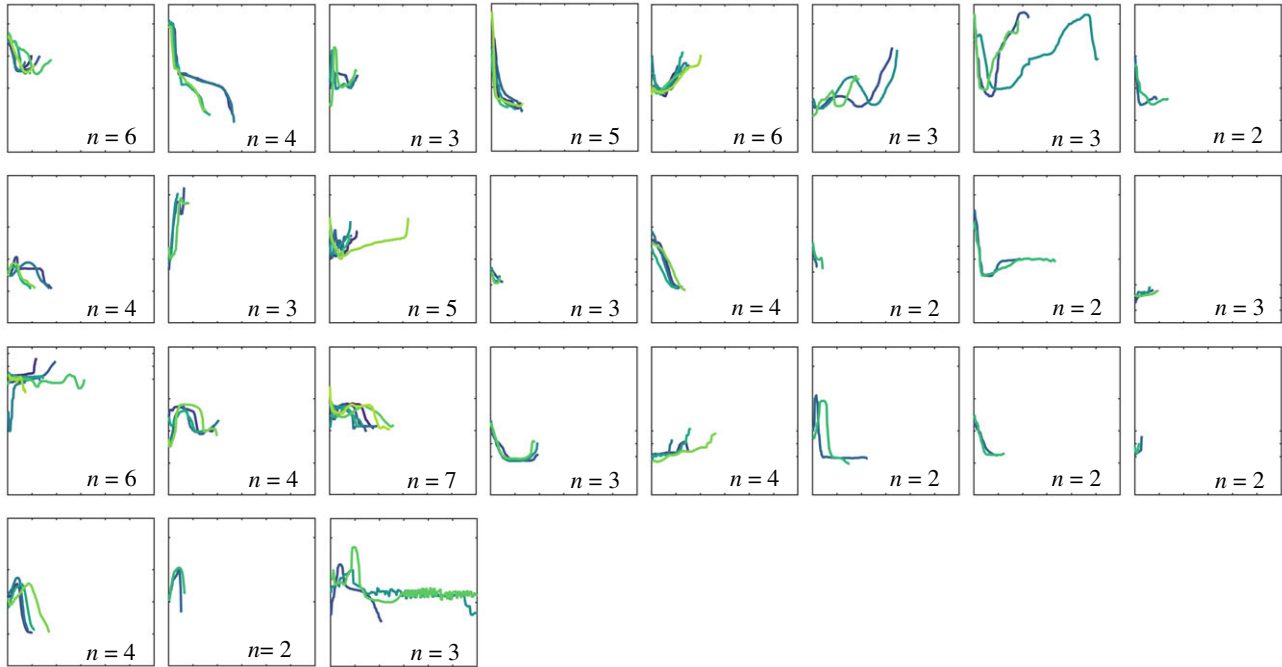 n = 6 n = 4 n = 3 n = 5 n = 6 n = 3 n = 3 n = 2
n = 4 n = 3 n = 5 n = 3 n = 4 n = 2 n = 2 n = 3
n = 6 n = 4 n = 7 n = 3 n = 4 n = 2 n = 2 n = 2
n = 4 n= 2 n = 3